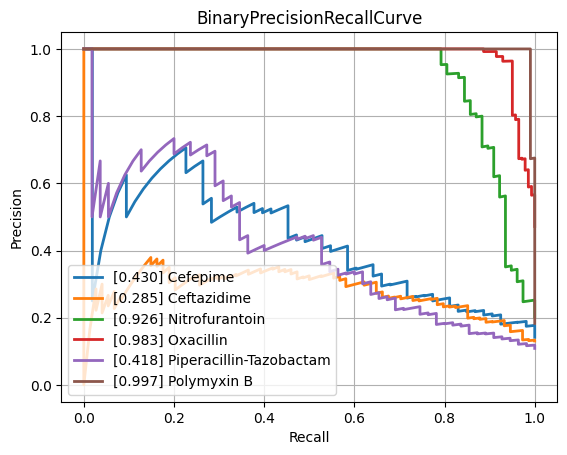 BinaryPrecisionRecallCurve
1.0
0.8
0.6
0.4
0.2
0.0
Precision
[0.430] Cefepime
[0.285] Ceftazidime
[0.926] Nitrofurantoin
[0.983] Oxacillin
[0.418] Piperacillin-Tazobactam
[0.997] Polymyxin B
0.0 0.2 0.4 0.6 0.8 1.0
Recall